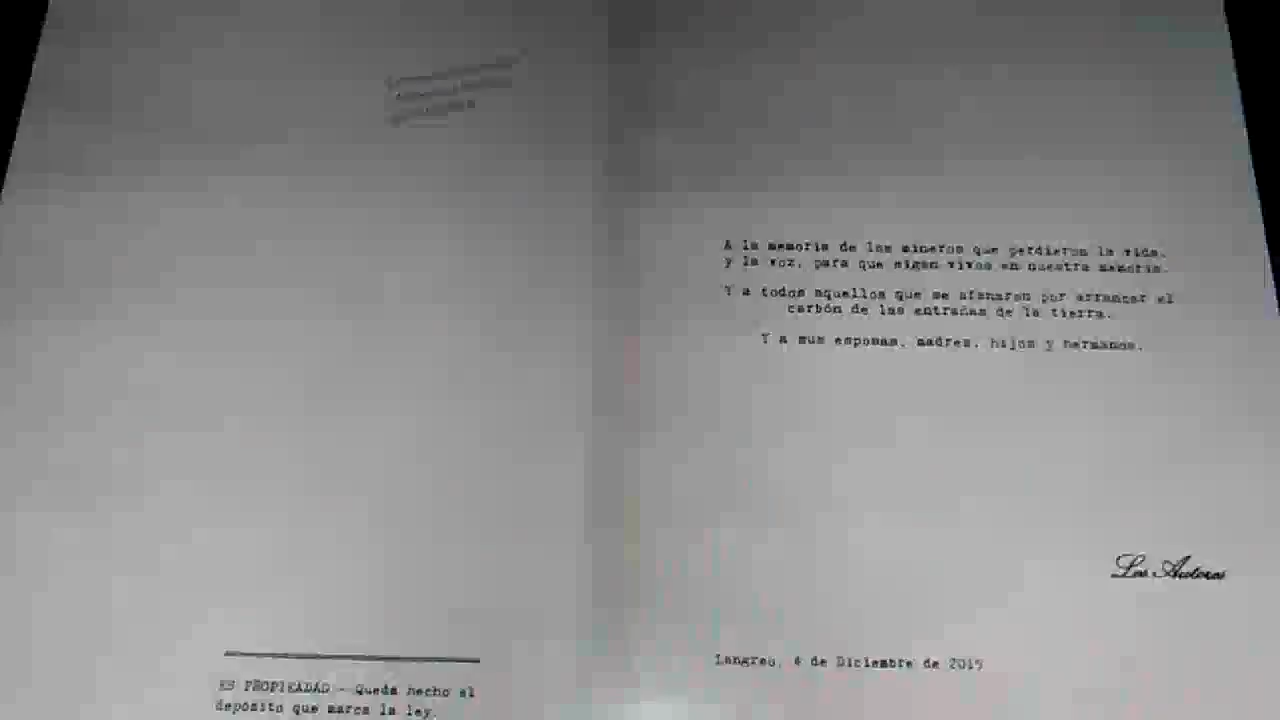 ES PROPIEADAD - Queda hecho el
depósito que marca la ley.
A la memoria de los mineros que perdieron la vida,
y la voz, para que sigan vivos en nuestra memoria.
Y a todos aquellos que se afanaron por arrancar el
carbón de las entrañas de la tierra.
Y a sus esposas, madres, hijos y hermanos.
Los Autores
Langreo, 4 de Diciembre de 2015